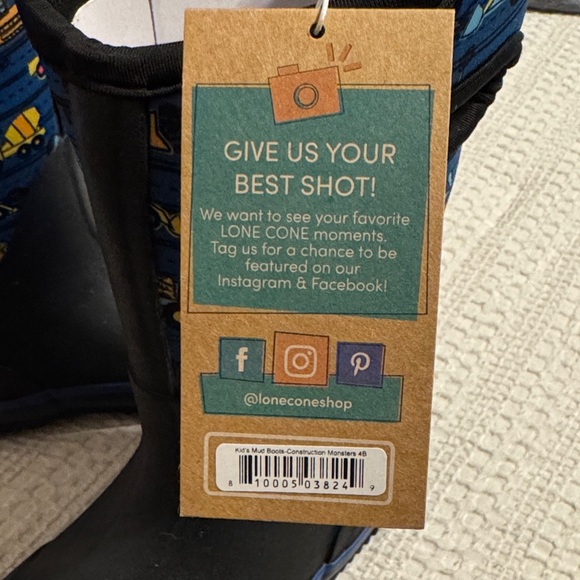 GIVE US YOUR
BEST SHOT!
We want to see your favorite
LONE CONE moments.
Tag us for a chance to be
featured on our
Instagram & Facebook!
@loneconeshop
Kid's Mud Boots-Construction Monsters 4B
8 10005 03824 9